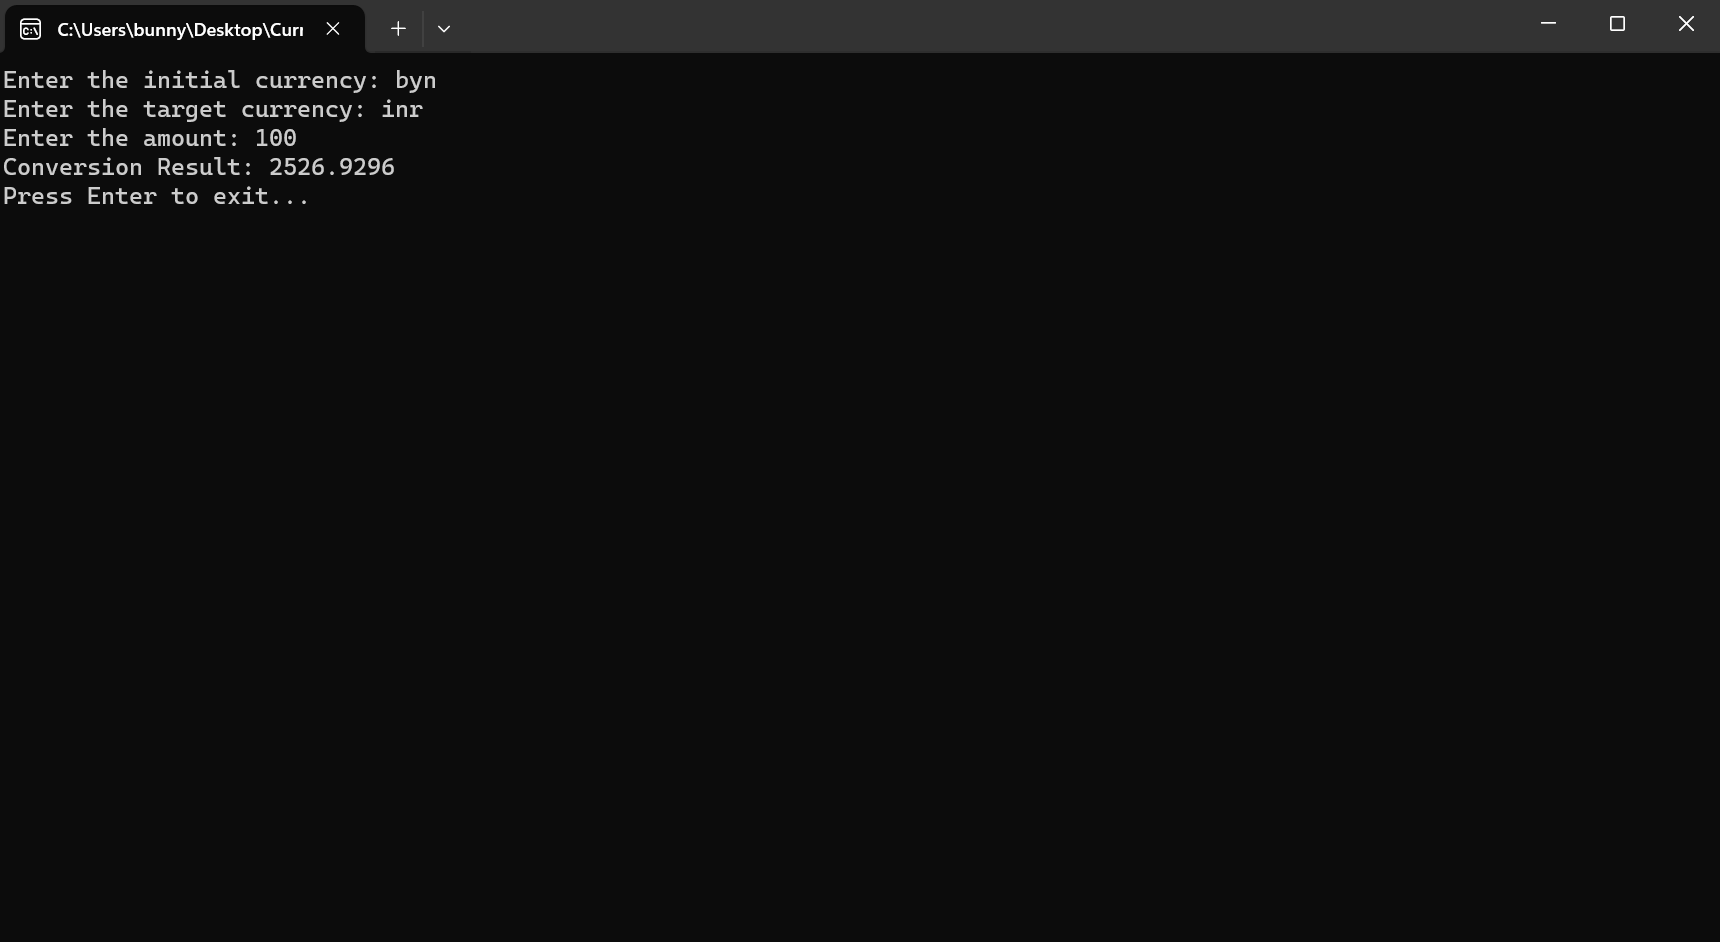 C:\Users\bunny\Desktop\Curr
Enter the initial currency: byn
Enter the target currency: inr
Enter the amount: 100
Conversion Result: 2526.9296
Press Enter to exit...